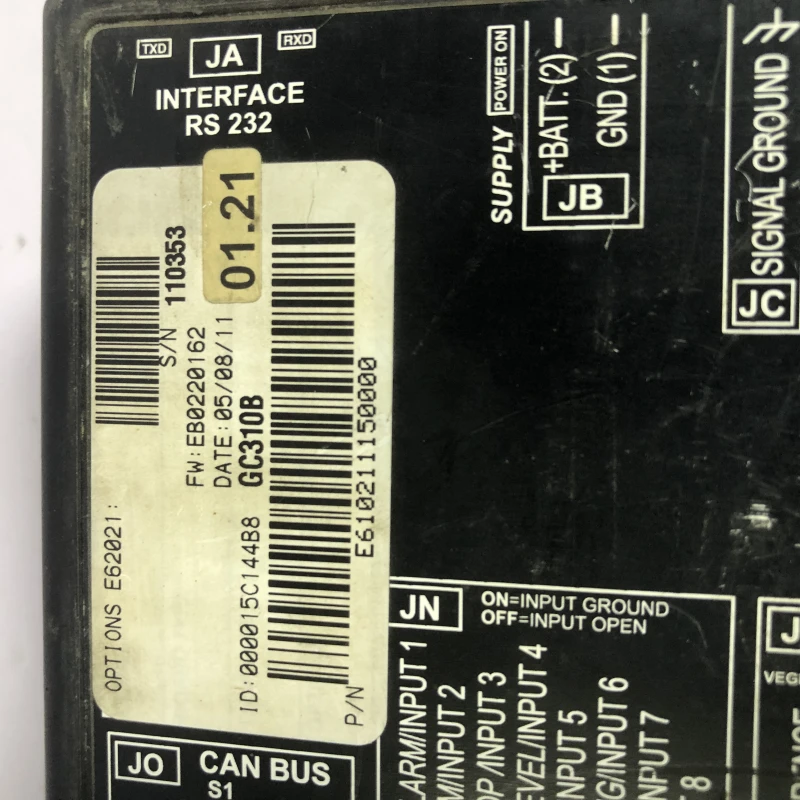 TXD
JA
RXD
INTERFACE
RS 232
SUPPLY
POWER ON
+BATT. (2)
GND (1)
JB
JC
SIGNAL GROUND
S/N
110353
01.21
FW:EB0220162
DATE:05/08/11
GC310B
OPTIONS E62021:
ID:000015C144B8
P/N
E610211150000
JN
ON=INPUT GROUND
OFF=INPUT OPEN
/INPUT 1
/INPUT 2
/INPUT 3
/INPUT 4
INPUT 5
/INPUT 6
INPUT 7
8
JO
CAN BUS
S1